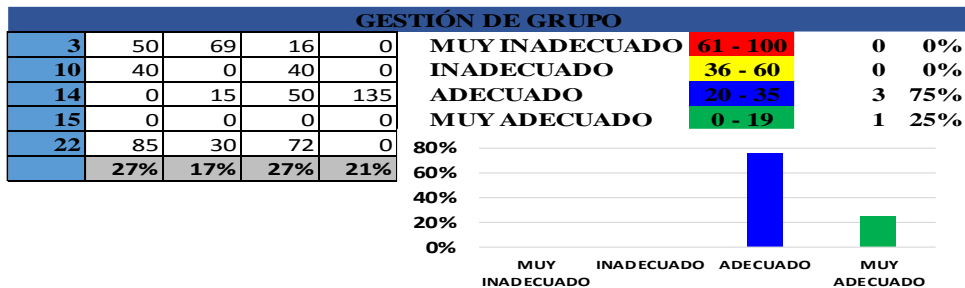 GESTIÓN DE GRUPO
3 50 69 16 0 MUY INADECUADO 61 - 100 0 0%
10 40 0 40 0 INADECUADO 36 - 60 0 0%
14 0 15 50 135 ADECUADO 20 - 35 3 75%
15 0 0 0 0 MUY ADECUADO 0 - 19 1 25%
22 85 30 72 0
27% 17% 27% 21%
80%
60%
40%
20%
0%
MUY INADECUADO INADECUADO ADECUADO MUY ADECUADO